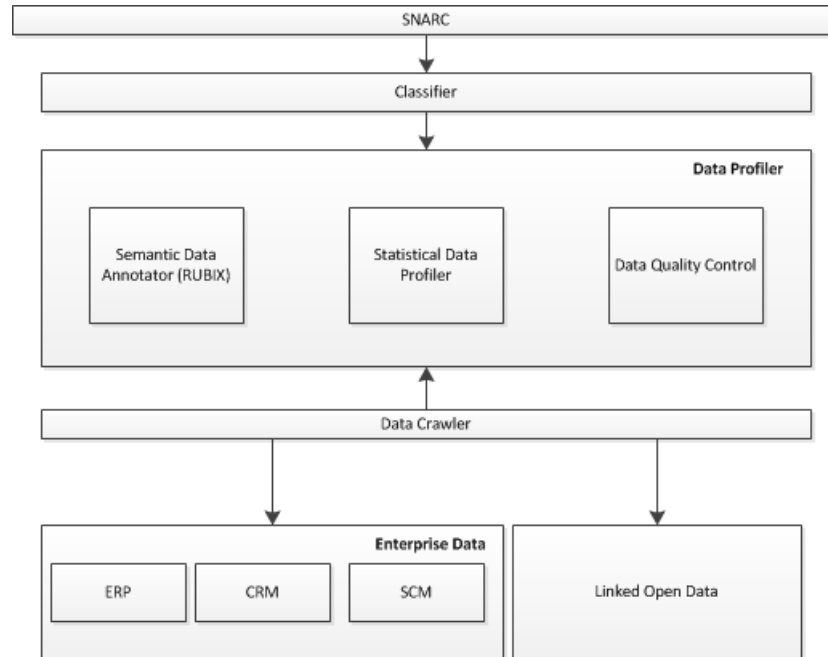 SNARC
Classifier
Data Profiler
Semantic Data
Annotator (RUBIX)
Statistical Data
Profiler
Data Quality Control
Data Crawler
Enterprise Data
ERP
CRM
SCM
Linked Open Data